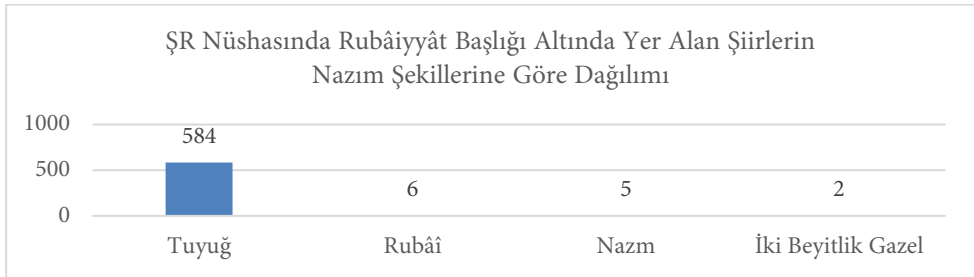 ŞR Nüshasında Rubâiyyât Başlığı Altında Yer Alan Şiirlerin
Nazım Şekillerine Göre Dağılımı
1000
500
0
584
6
5
2
Tuyuğ
Rubâî
Nazm
İki Beyitlik Gazel